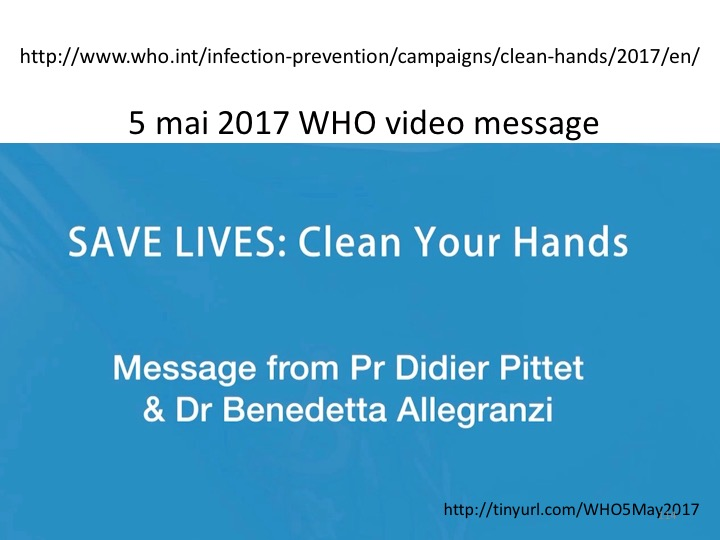 http://www.who.int/infection-prevention/campaigns/clean-hands/2017/en/
5 mai 2017 WHO video message
SAVE LIVES: Clean Your Hands
Message from Pr Didier Pittet
& Dr Benedetta Allegranzi
http://tinyurl.com/WHO5May2017